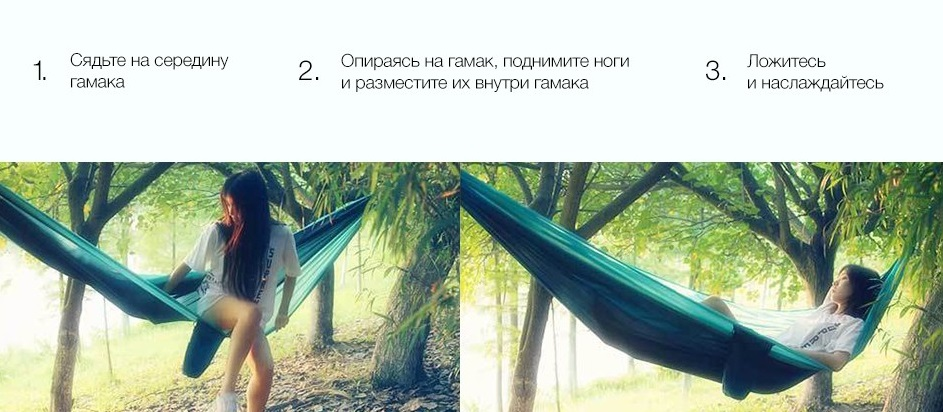 1.
Сядьте на середину
гамака
2.
Опираясь на гамак, поднимите ноги
и разместите их внутри гамака
3.
Ложитесь
и наслаждайтесь